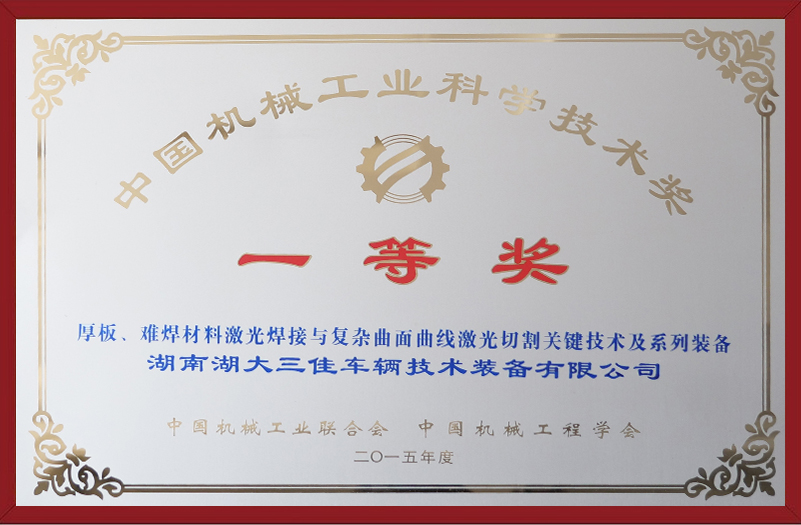 中国机械工业科学技术奖
一等奖
厚板、难焊材料激光焊接与复杂曲面曲线激光切割关键技术及系列装备
湖南湖大三佳车辆技术装备有限公司
中国机械工业联合会 中国机械工程学会
二〇一五年度